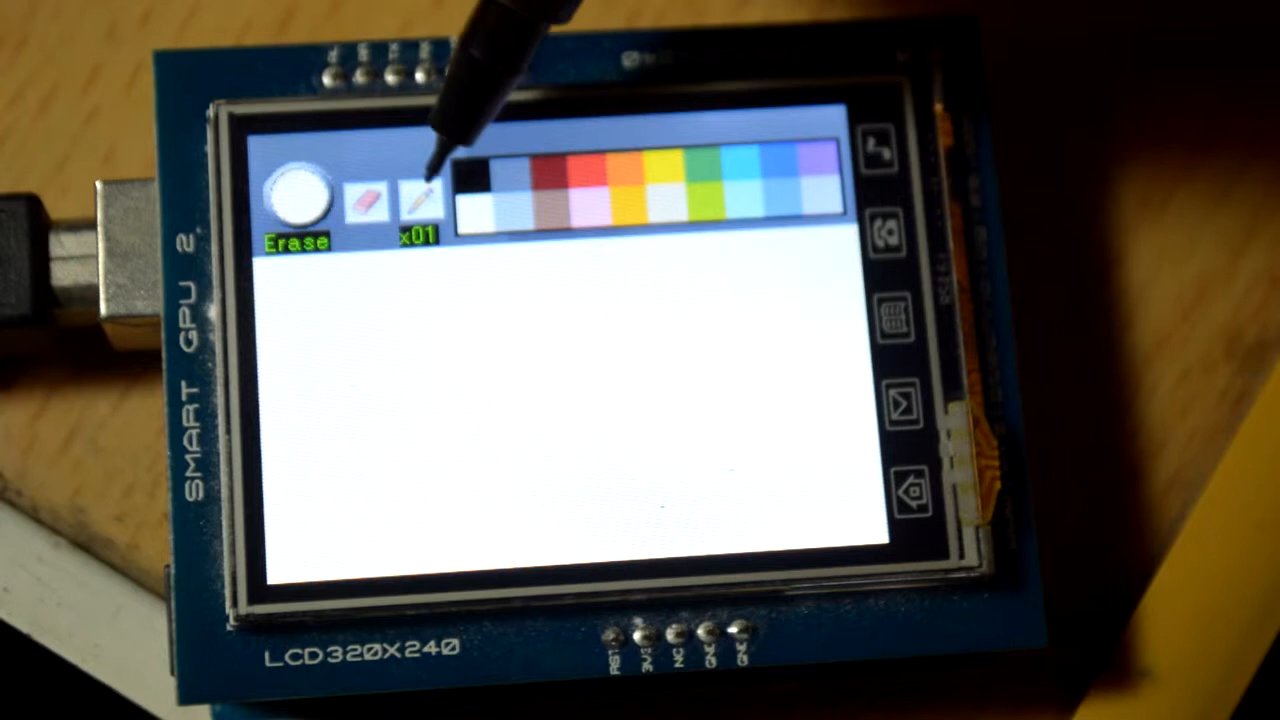 Erase
x01
SMART GPU 2
LCD320X240
RST
3V3
NC
GND
GND